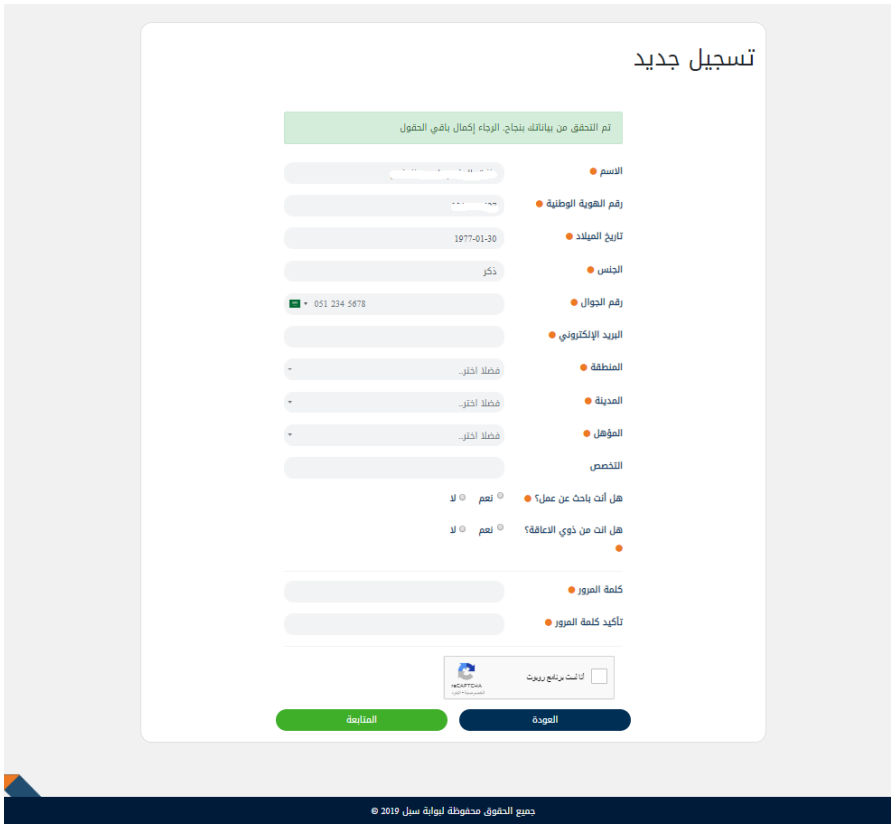 تسجيل جديد
تم التحقق من بياناتك بنجاح. الرجاء إكمال باقي الحقول
الاسم
رقم الهوية الوطنية
تاريخ الميلاد 1977-01-30
الجنس ذكر
رقم الجوال 051 234 5678
البريد الإلكتروني
المنطقة فضلا اختر..
المدينة فضلا اختر..
المؤهل فضلا اختر..
التخصص
هل أنت باحث عن عمل؟ نعم لا
هل انت من ذوي الاعاقة؟ نعم لا
كلمة المرور
تأكيد كلمة المرور
أنا لست برنامج روبوت
reCAPTCHA
العودة المتابعة
جميع الحقوق محفوظة لبوابة سبل 2019 ©